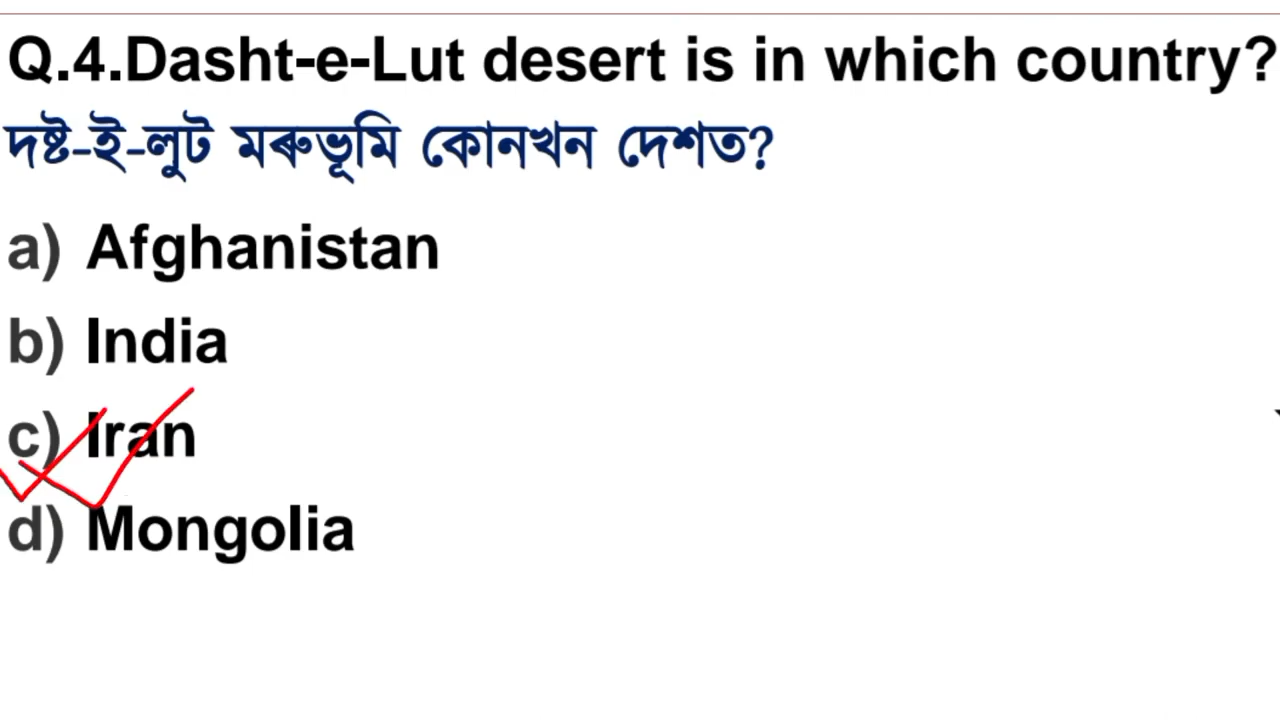 Q.4.Dasht-e-Lut desert is in which country?
দষ্ট-ই-লুট মৰুভূমি কোনখন দেশত?
a) Afghanistan
b) India
c) Iran
d) Mongolia